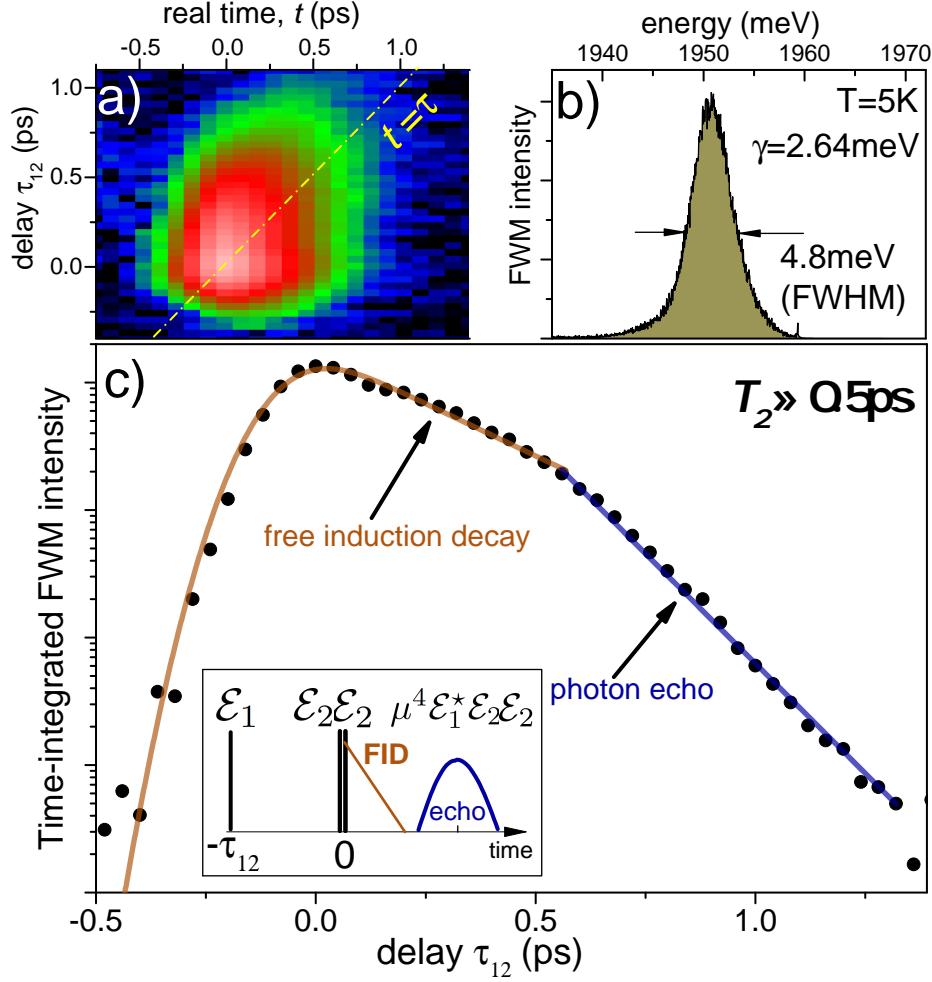 real time, t (ps)
-0.5 0.0 0.5 1.0
delay τ12 (ps)
1.0
0.5
0.0
a)
t=τ
energy (meV)
1940 1950 1960 1970
FWM intensity
b)
T=5K
γ=2.64meV
4.8meV
(FWHM)
c)
T2» 0.5ps
Time-integrated FWM intensity
free induction decay
photon echo
ℰ1 ℰ2ℰ2 μ⁴ℰ1*ℰ2ℰ2
FID
echo
-τ12 0 time
-0.5 0.0 0.5 1.0
delay τ12 (ps)